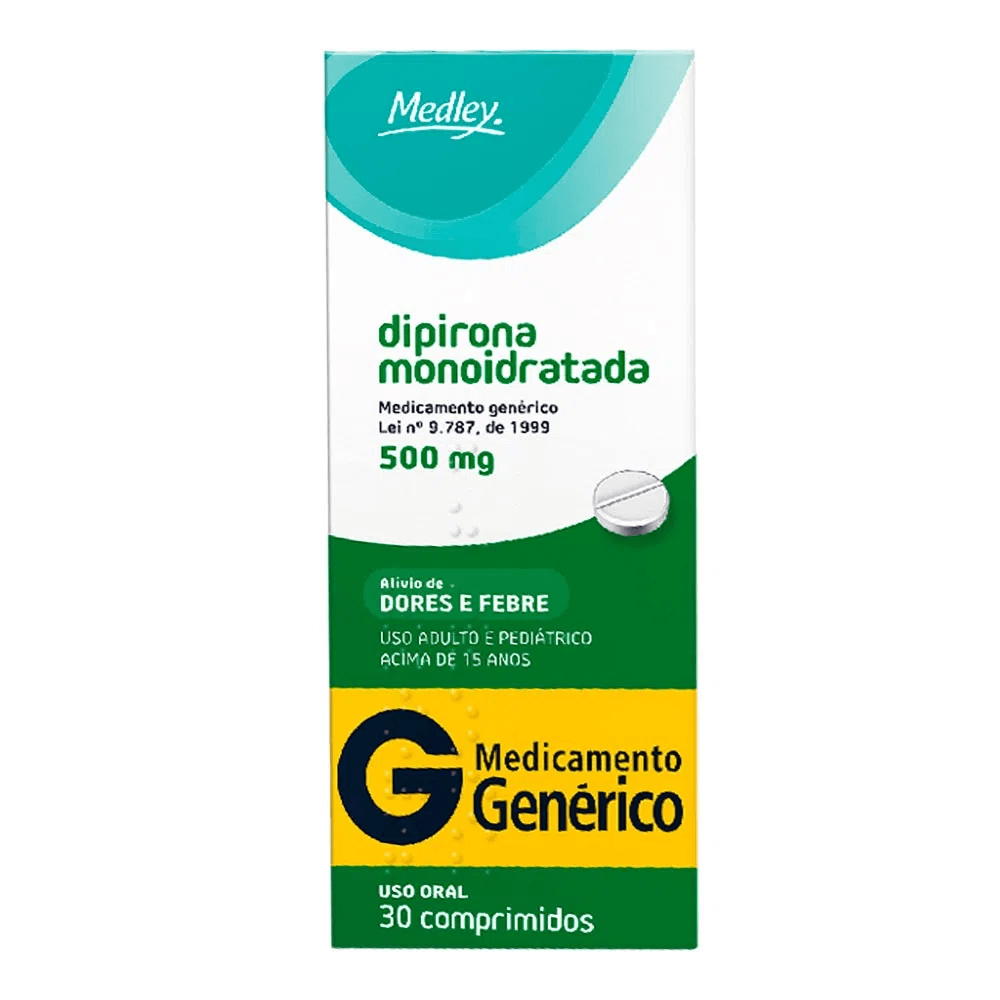 Medley.
dipirona
monoidratada
Medicamento genérico
Lei nº 9.787, de 1999
500 mg
Alívio de
DORES E FEBRE
USO ADULTO E PEDIÁTRICO
ACIMA DE 15 ANOS
G Medicamento
Genérico
USO ORAL
30 comprimidos